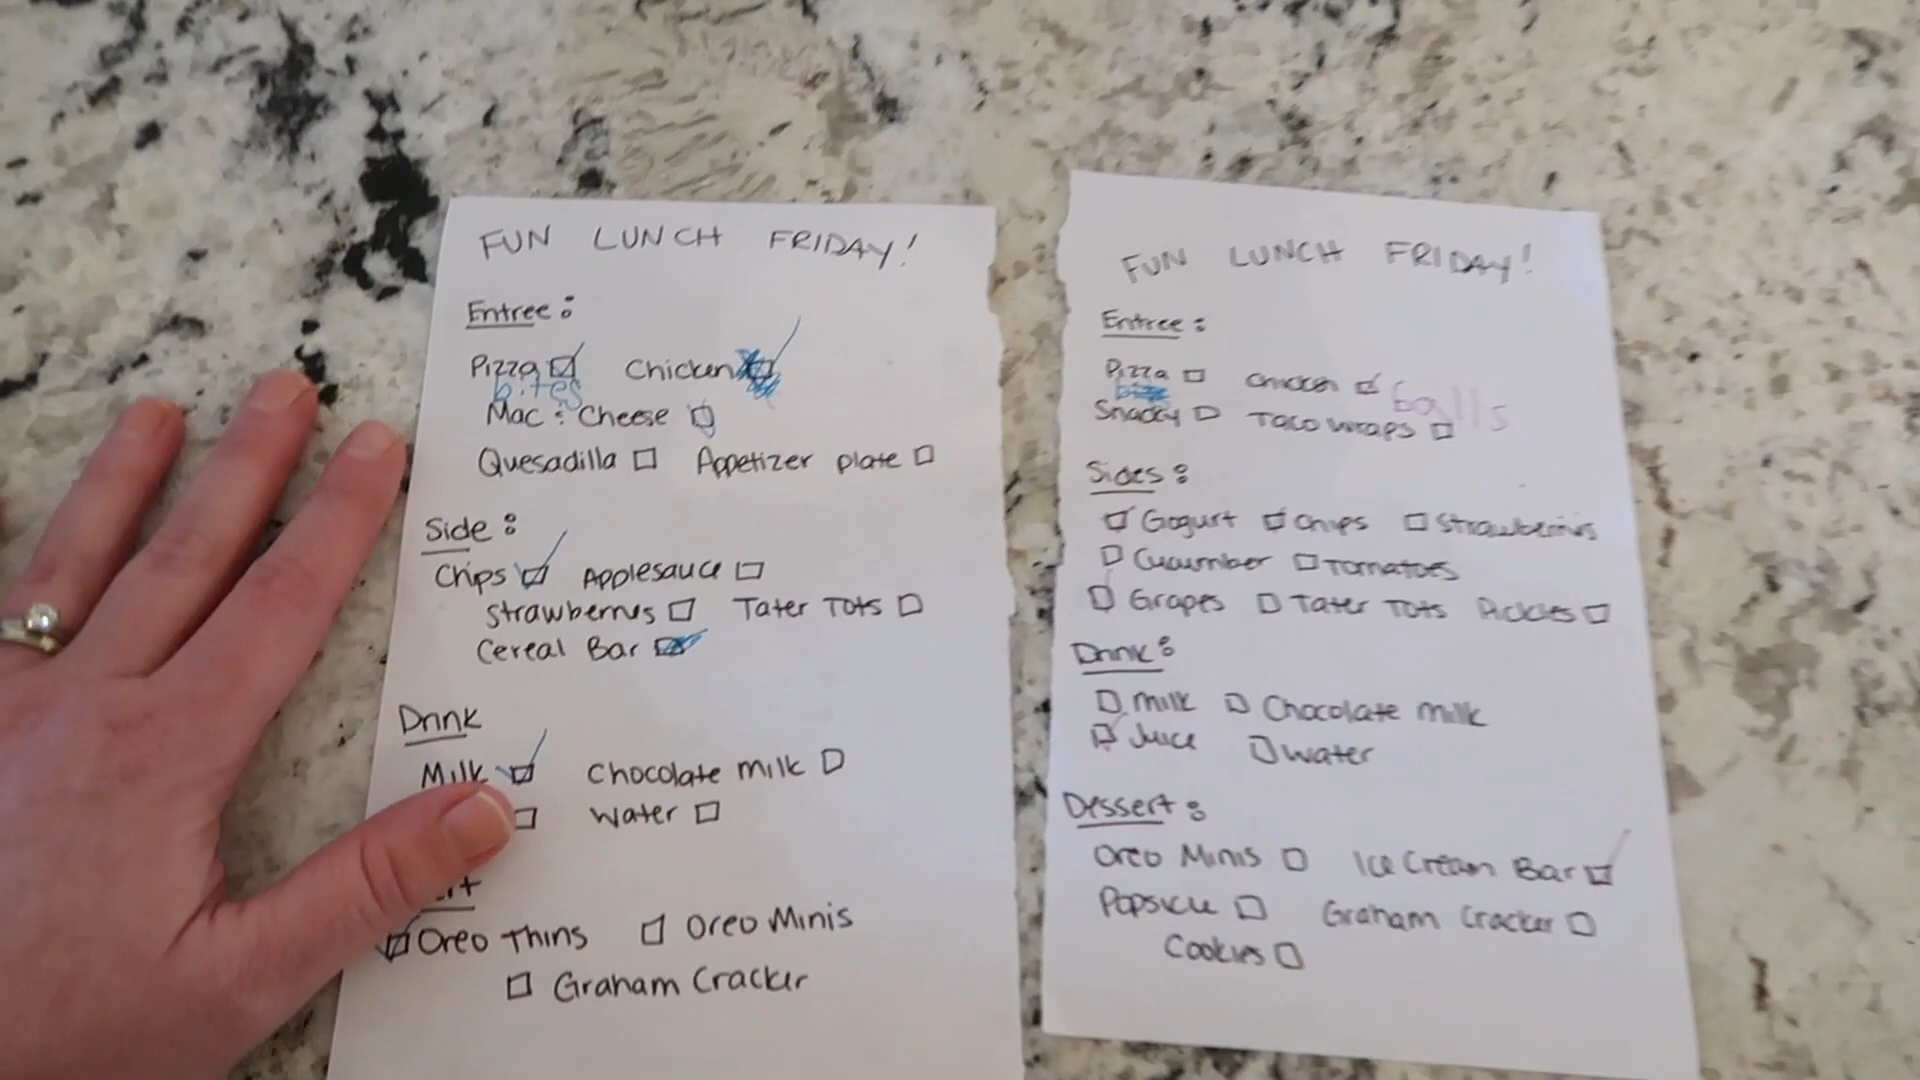 FUN LUNCH FRIDAY!
Entree:
Pizza Chicken
bites
Mac : Cheese
Quesadilla Appetizer plate
Side:
Chips Applesauce
Strawberries Tater Tots
Cereal Bar
Drink
Milk Chocolate milk
Water
Oreo Thins Oreo Minis
Graham Cracker
FUN LUNCH FRIDAY!
Entree:
Pizza Chicken balls
Snacky Taco wraps
Sides:
Gogurt Chips Strawberries
Cucumber Tomatoes
Grapes Tater Tots Pickles
Drink:
Milk Chocolate milk
Juice Water
Dessert:
Oreo Minis Ice Cream Bar
Popsicle Graham Cracker
Cookies